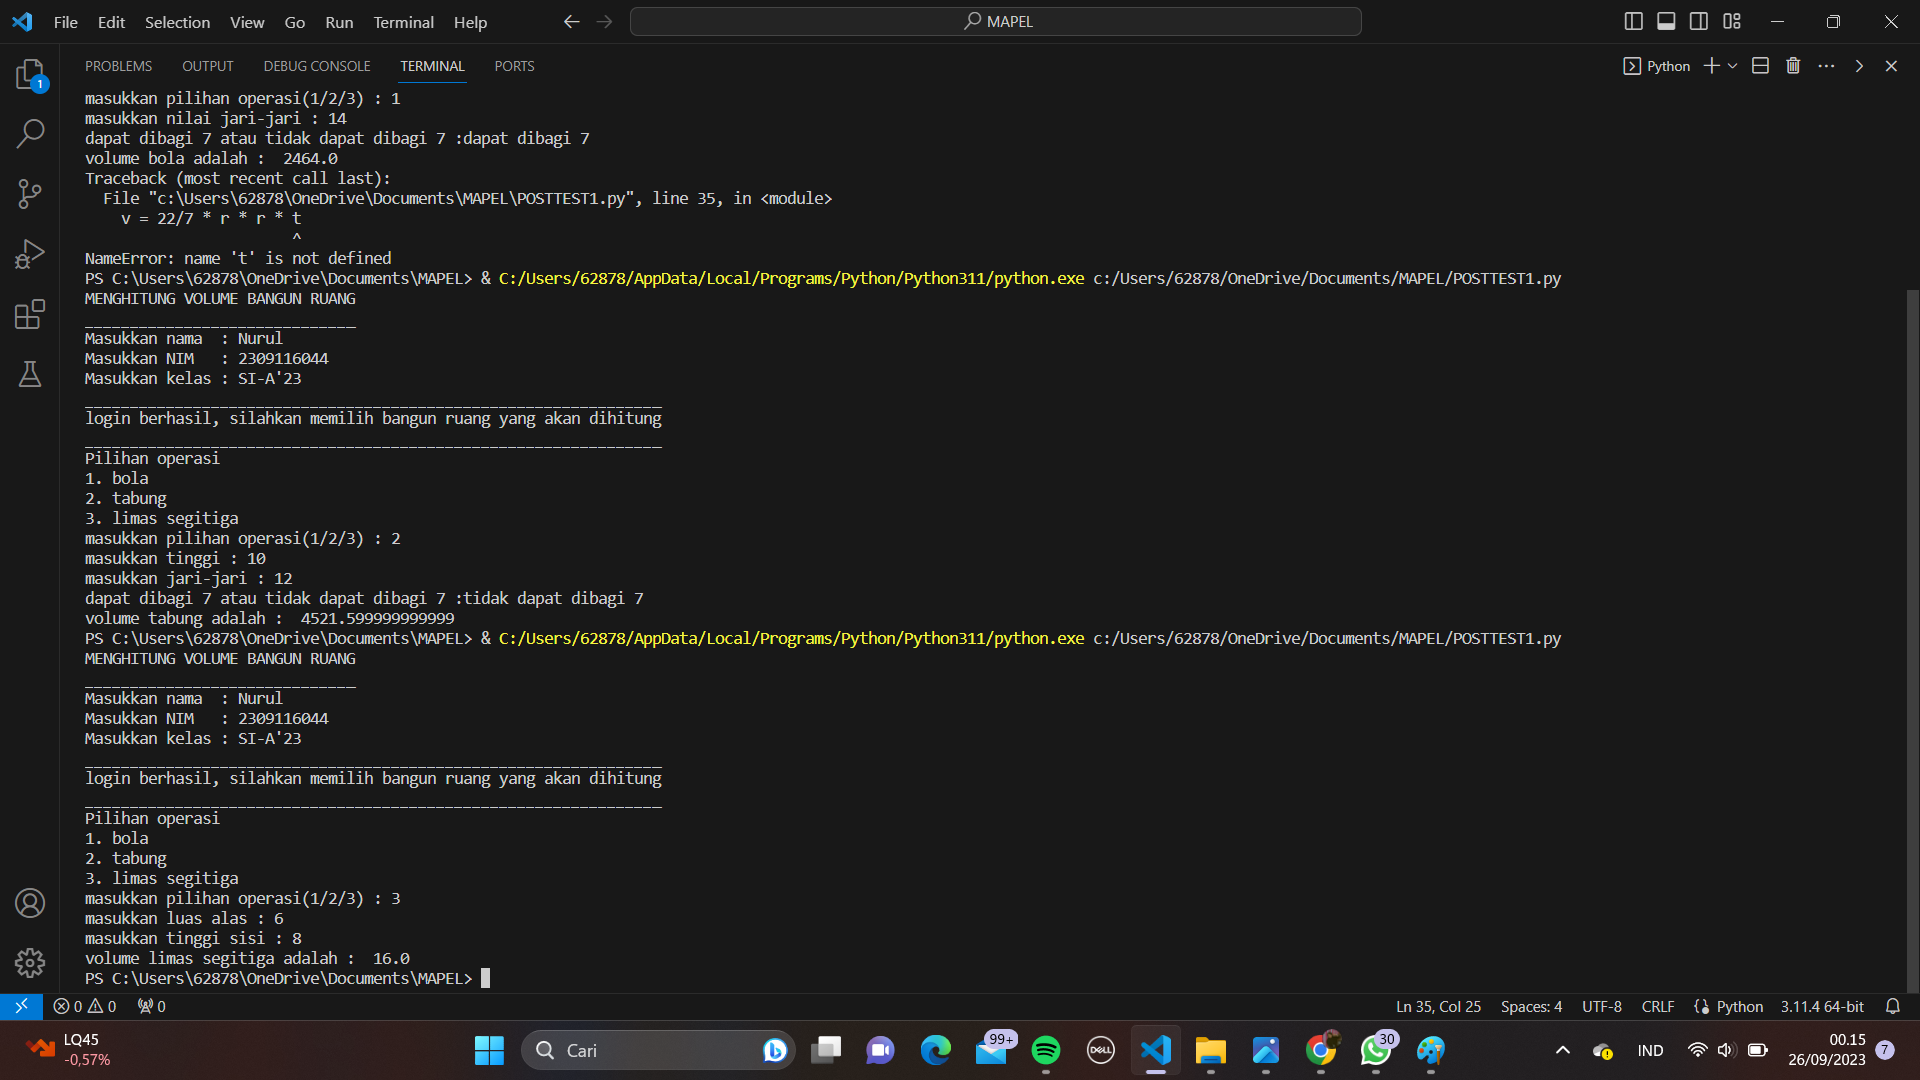 File Edit Selection View Go Run Terminal Help
MAPEL
PROBLEMS OUTPUT DEBUG CONSOLE TERMINAL PORTS
Python
1
masukkan pilihan operasi(1/2/3) : 1
masukkan nilai jari-jari : 14
dapat dibagi 7 atau tidak dapat dibagi 7 :dapat dibagi 7
volume bola adalah :  2464.0
Traceback (most recent call last):
  File "c:\Users\62878\OneDrive\Documents\MAPEL\POSTTEST1.py", line 35, in <module>
    v = 22/7 * r * r * t
                       ^
NameError: name 't' is not defined
PS C:\Users\62878\OneDrive\Documents\MAPEL> & C:/Users/62878/AppData/Local/Programs/Python/Python311/python.exe c:/Users/62878/OneDrive/Documents/MAPEL/POSTTEST1.py
MENGHITUNG VOLUME BANGUN RUANG
______________________________
Masukkan nama  : Nurul
Masukkan NIM   : 2309116044
Masukkan kelas : SI-A'23
________________________________________________________________
login berhasil, silahkan memilih bangun ruang yang akan dihitung
________________________________________________________________
Pilihan operasi
1. bola
2. tabung
3. limas segitiga
masukkan pilihan operasi(1/2/3) : 2
masukkan tinggi : 10
masukkan jari-jari : 12
dapat dibagi 7 atau tidak dapat dibagi 7 :tidak dapat dibagi 7
volume tabung adalah :  4521.599999999999
PS C:\Users\62878\OneDrive\Documents\MAPEL> & C:/Users/62878/AppData/Local/Programs/Python/Python311/python.exe c:/Users/62878/OneDrive/Documents/MAPEL/POSTTEST1.py
MENGHITUNG VOLUME BANGUN RUANG
______________________________
Masukkan nama  : Nurul
Masukkan NIM   : 2309116044
Masukkan kelas : SI-A'23
________________________________________________________________
login berhasil, silahkan memilih bangun ruang yang akan dihitung
________________________________________________________________
Pilihan operasi
1. bola
2. tabung
3. limas segitiga
masukkan pilihan operasi(1/2/3) : 3
masukkan luas alas : 6
masukkan tinggi sisi : 8
volume limas segitiga adalah :  16.0
PS C:\Users\62878\OneDrive\Documents\MAPEL>
0 0 0 Ln 35, Col 25 Spaces: 4 UTF-8 CRLF Python 3.11.4 64-bit
LQ45
-0,57%
Cari
99+
DELL
30
IND
00.15
26/09/2023
7